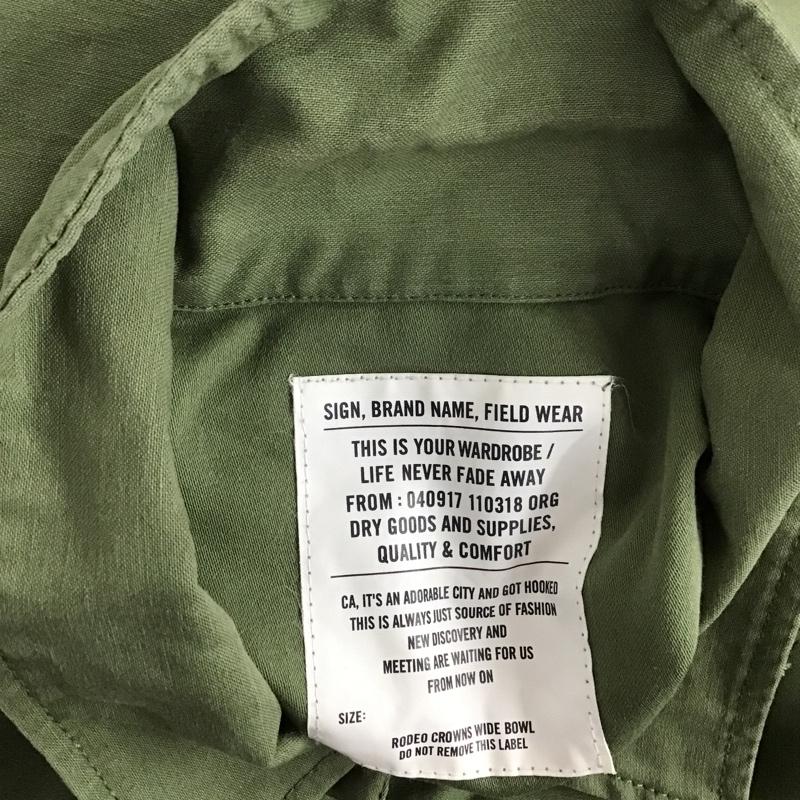 SIGN, BRAND NAME, FIELD WEAR
THIS IS YOUR WARDROBE /
LIFE NEVER FADE AWAY
FROM : 040917 110318 ORG
DRY GOODS AND SUPPLIES,
QUALITY & COMFORT
CA, IT'S AN ADORABLE CITY AND GOT HOOKED
THIS IS ALWAYS JUST SOURCE OF FASHION
NEW DISCOVERY AND
MEETING ARE WAITING FOR US
FROM NOW ON
SIZE:
RODEO CROWNS WIDE BOWL
DO NOT REMOVE THIS LABEL